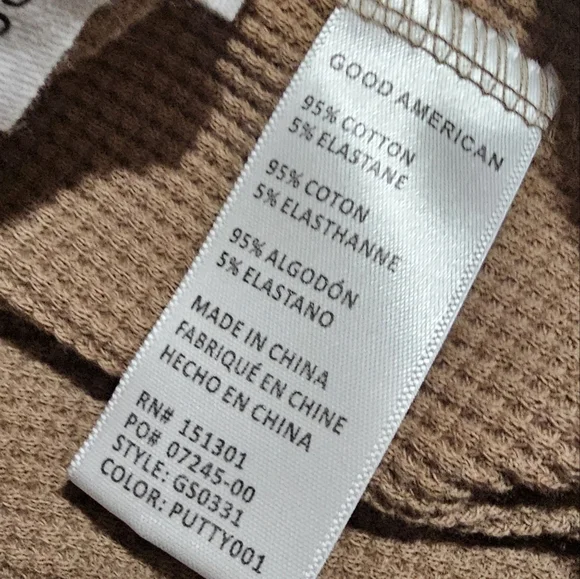 GOOD AMERICAN
95% COTTON
5% ELASTANE
95% COTON
5% ELASTHANNE
95% ALGODÓN
5% ELASTANO
MADE IN CHINA
FABRIQUÉ EN CHINE
HECHO EN CHINA
RN# 151301
PO# 07245-00
STYLE: GS0331
COLOR: PUTTY001